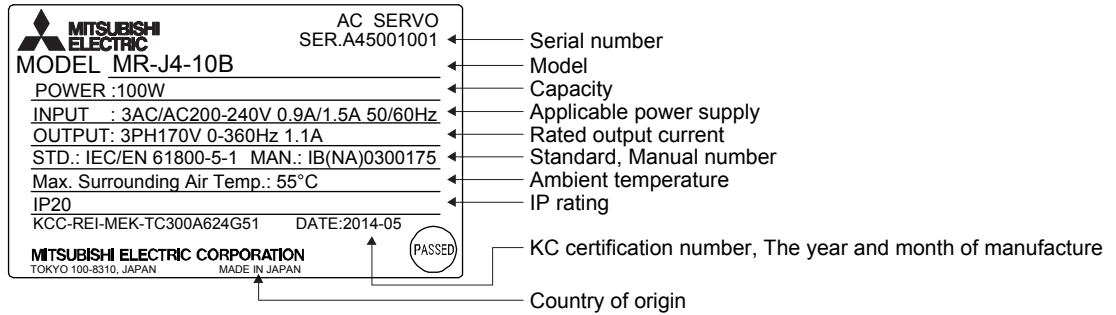 MITSUBISHI
ELECTRIC
AC SERVO
SER.A45001001
Serial number
MODEL MR-J4-10B
Model
POWER :100W
Capacity
INPUT : 3AC/AC200-240V 0.9A/1.5A 50/60Hz
Applicable power supply
OUTPUT: 3PH170V 0-360Hz 1.1A
Rated output current
STD.: IEC/EN 61800-5-1 MAN.: IB(NA)0300175
Standard, Manual number
Max. Surrounding Air Temp.: 55°C
Ambient temperature
IP20
IP rating
KCC-REI-MEK-TC300A624G51 DATE:2014-05
KC certification number, The year and month of manufacture
PASSED
MITSUBISHI ELECTRIC CORPORATION
TOKYO 100-8310, JAPAN MADE IN JAPAN
Country of origin